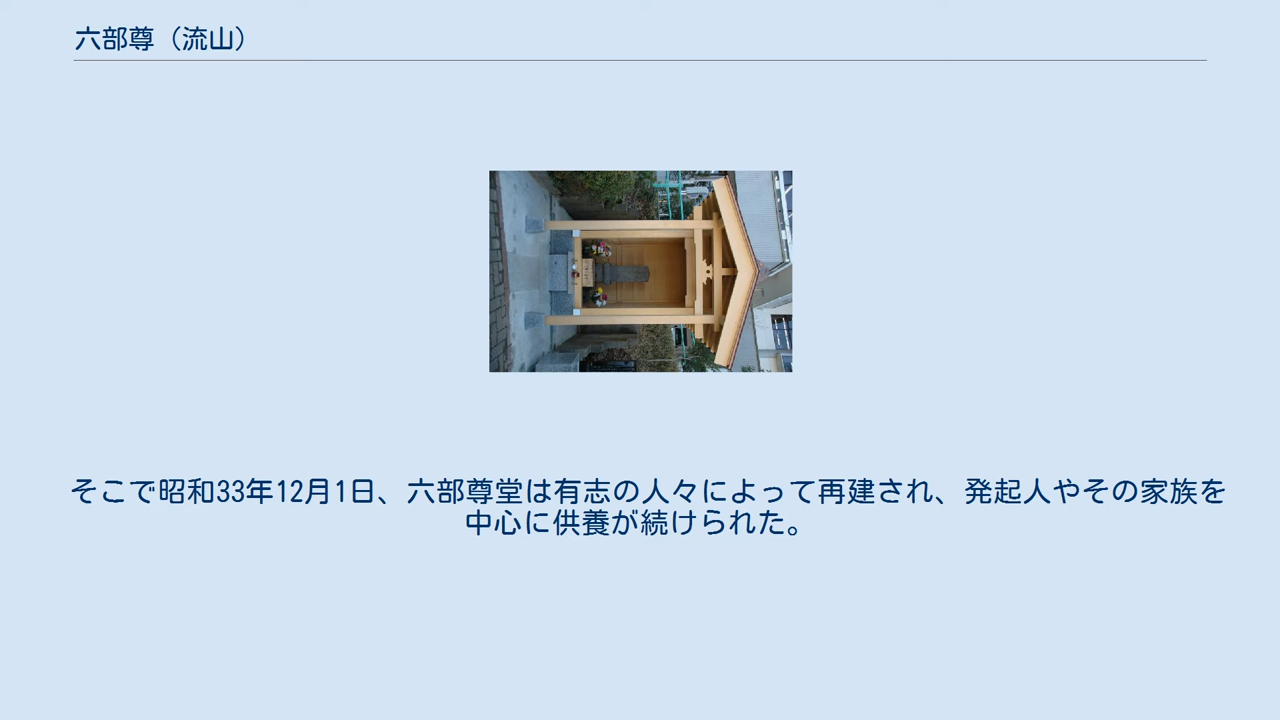 六部尊（流山）
そこで昭和33年12月1日、六部尊堂は有志の人々によって再建され、発起人やその家族を
中心に供養が続けられた。